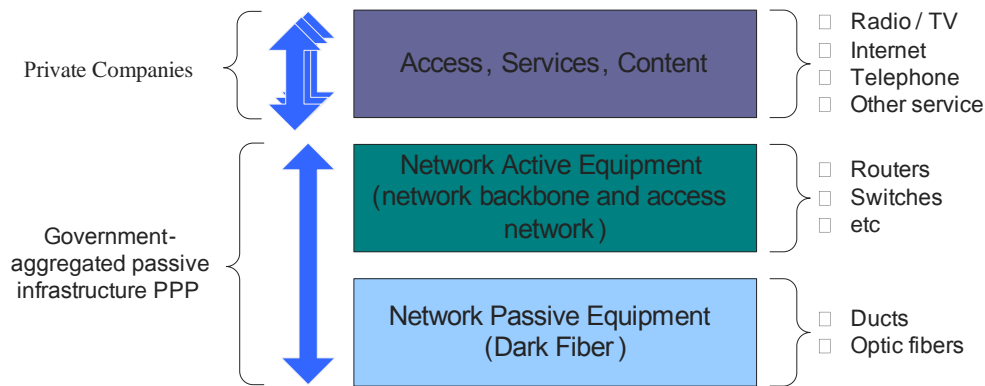 Private Companies
Access, Services, Content
Radio / TV
Internet
Telephone
Other service
Government-
aggregated passive
infrastructure PPP
Network Active Equipment
(network backbone and access
network)
Routers
Switches
etc
Network Passive Equipment
(Dark Fiber)
Ducts
Optic fibers